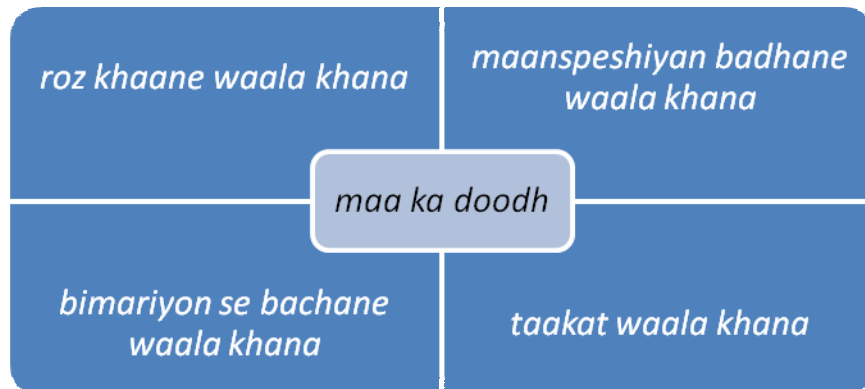 roz khaane waala khana
maanspeshiyan badhane
waala khana
maa ka doodh
bimariyon se bachane
waala khana
taakat waala khana